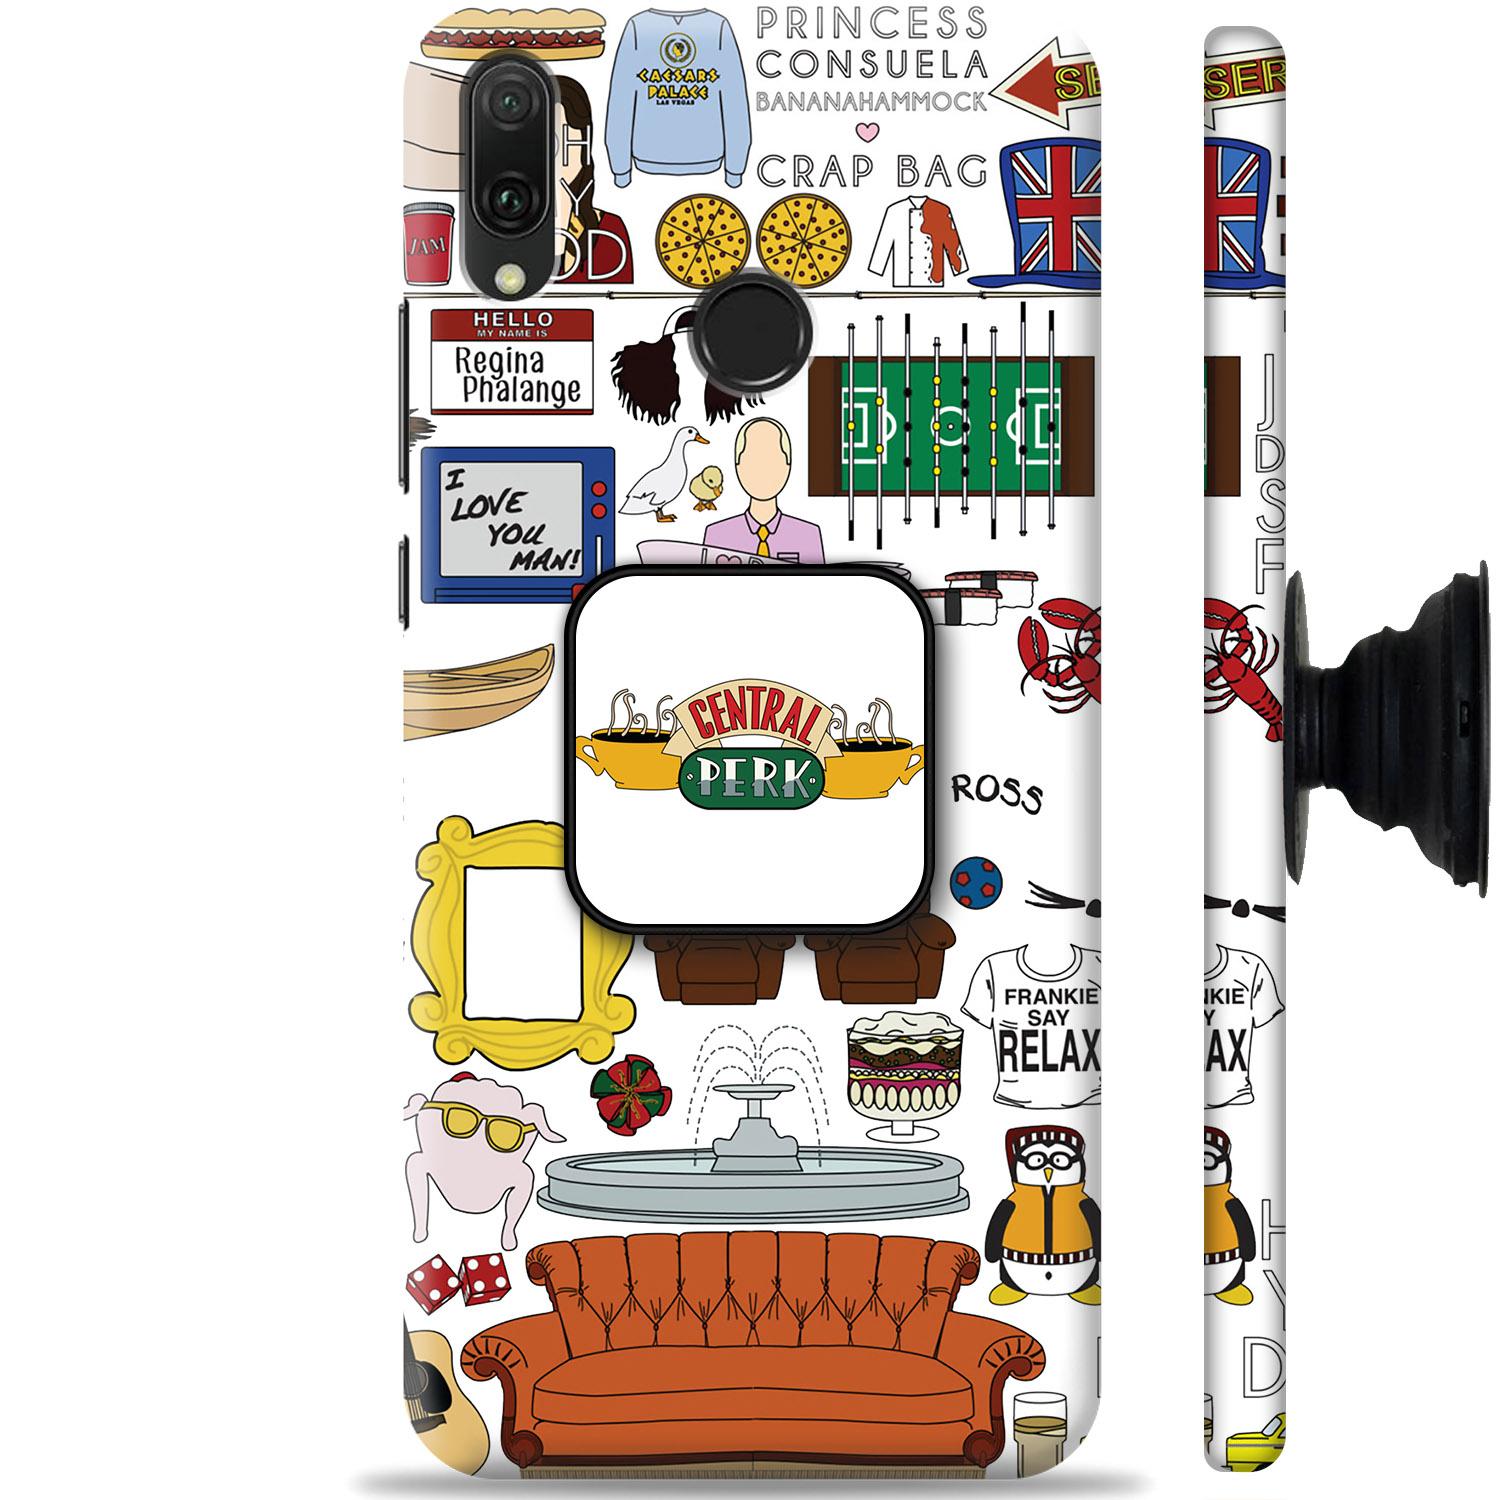 PRINCESS
CONSUELA
BANANAHAMMOCK
CRAP BAG
CAESARS
PALACE
LAS VEGAS
JAM
HELLO
MY NAME IS
Regina
Phalange
I
LOVE
YOU
MAN!
CENTRAL
PERK
ROSS
FRANKIE
SAY
RELAX